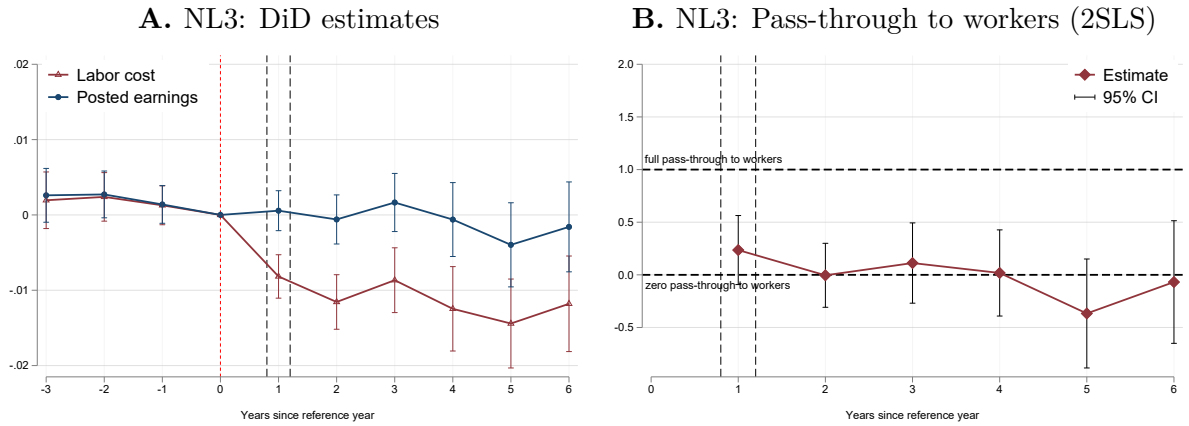 A. NL3: DiD estimates
.02
.01
0
-.01
-.02
Labor cost
Posted earnings
-3
-2
-1
0
1
2
3
4
5
6
Years since reference year
B. NL3: Pass-through to workers (2SLS)
2.0
1.5
1.0
0.5
0.0
-0.5
Estimate
95% CI
full pass-through to workers
zero pass-through to workers
0
1
2
3
4
5
6
Years since reference year